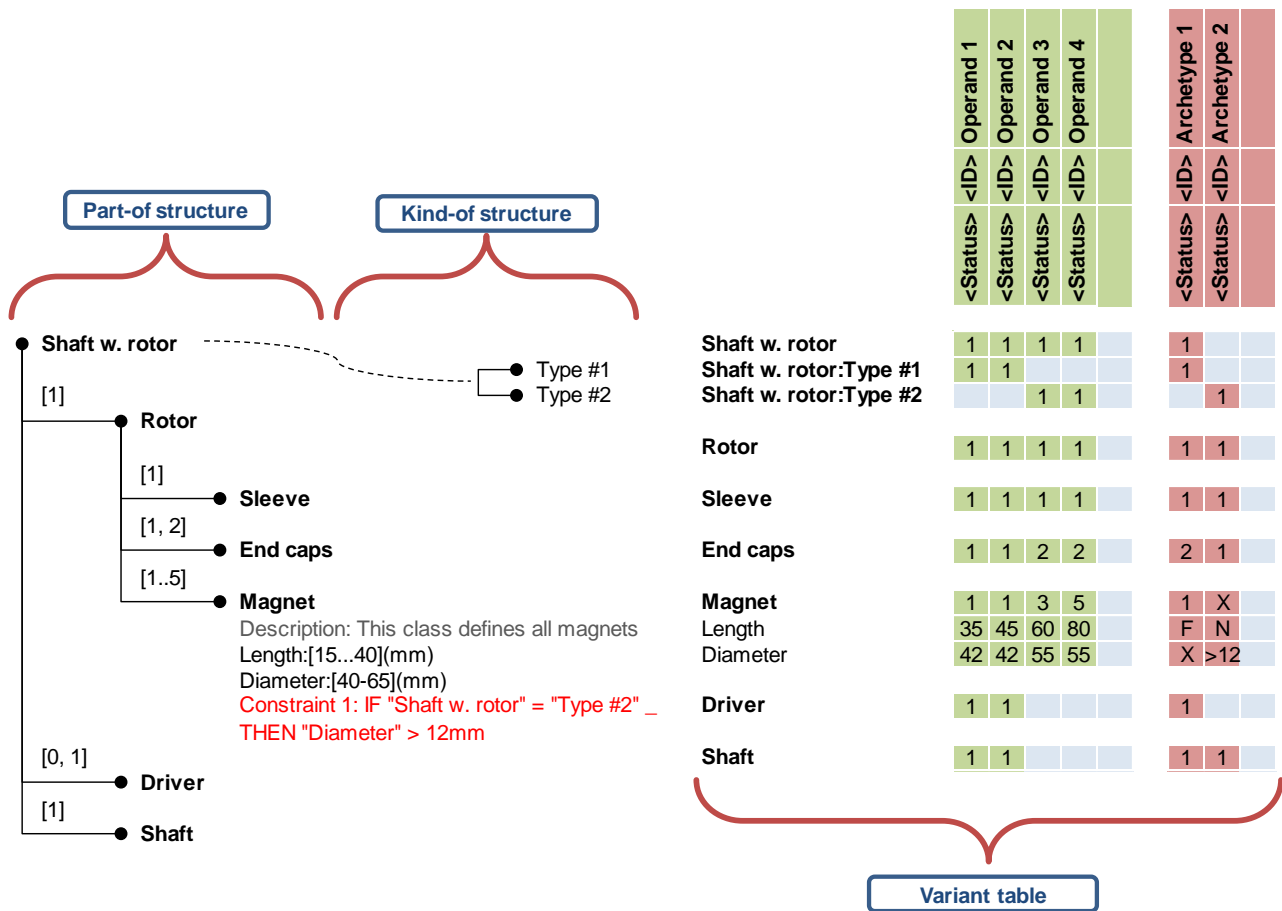 Operand 1
Operand 2
Operand 3
Operand 4
Archetype 1
Archetype 2
<ID> <ID> <ID> <ID> <ID> <ID>
<Status> <Status> <Status> <Status> <Status> <Status>
Part-of structure
Kind-of structure
Shaft w. rotor
Type #1
Type #2
[1]
Rotor
[1]
Sleeve
[1, 2]
End caps
[1..5]
Magnet
Description: This class defines all magnets
Length:[15...40](mm)
Diameter:[40-65](mm)
Constraint 1: IF "Shaft w. rotor" = "Type #2" _
THEN "Diameter" > 12mm
[0, 1]
Driver
[1]
Shaft
Shaft w. rotor 1 1 1 1 1
Shaft w. rotor:Type #1 1 1 1
Shaft w. rotor:Type #2 1 1 1
Rotor 1 1 1 1 1 1
Sleeve 1 1 1 1 1 1
End caps 1 1 2 2 2 1
Magnet 1 1 3 5 1 X
Length 35 45 60 80 F N
Diameter 42 42 55 55 X >12
Driver 1 1 1
Shaft 1 1 1 1
Variant table